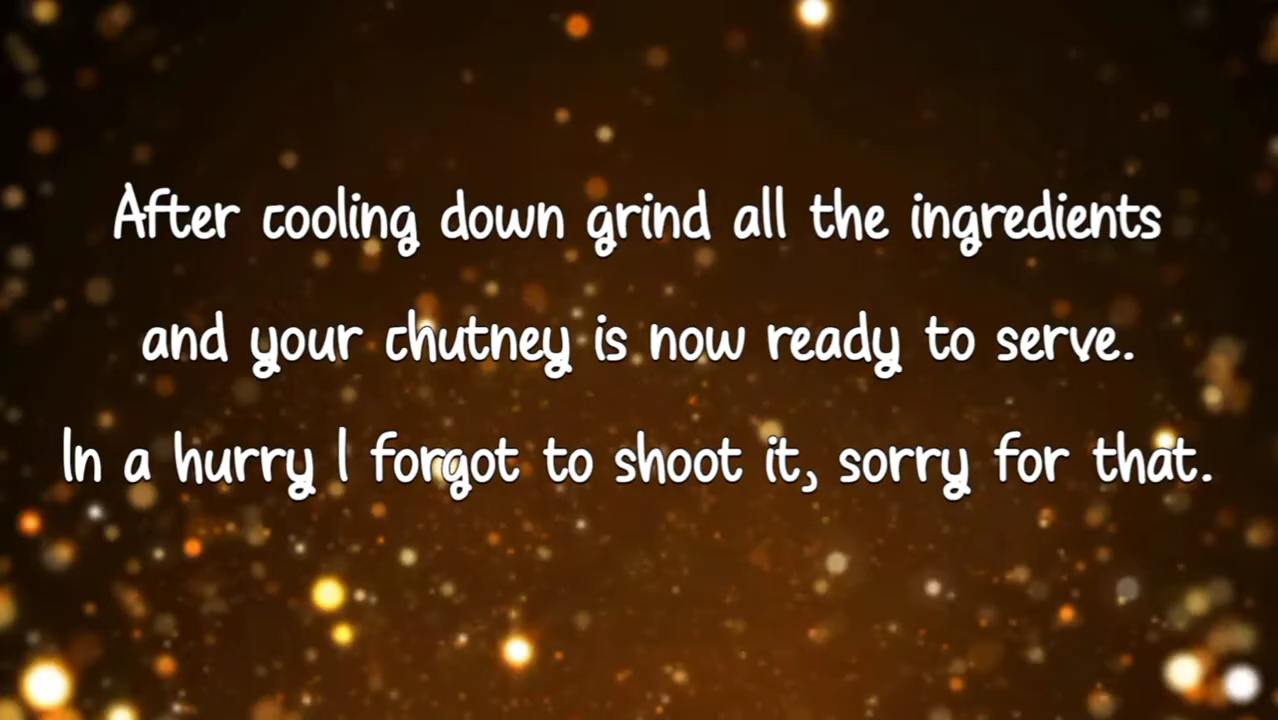 After cooling down grind all the ingredients
and your chutney is now ready to serve.
In a hurry I forgot to shoot it, sorry for that.